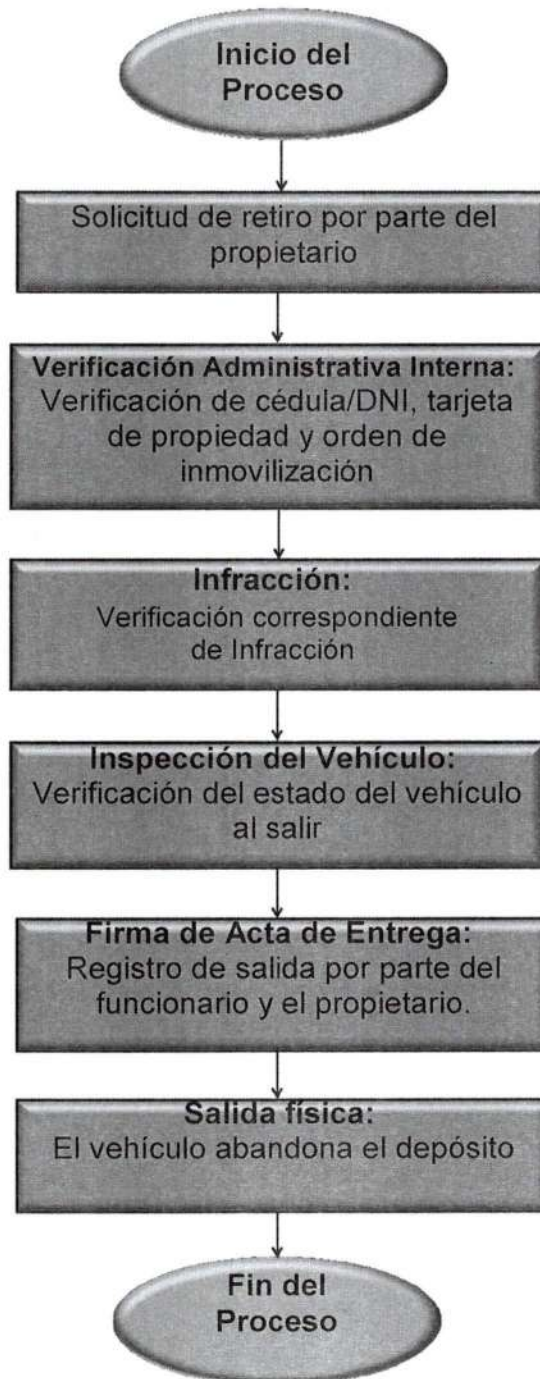 Inicio del
Proceso
Solicitud de retiro por parte del
propietario
Verificación Administrativa Interna:
Verificación de cédula/DNI, tarjeta
de propiedad y orden de
inmovilización
Infracción:
Verificación correspondiente
de Infracción
Inspección del Vehículo:
Verificación del estado del vehículo
al salir
Firma de Acta de Entrega:
Registro de salida por parte del
funcionario y el propietario.
Salida física:
El vehículo abandona el depósito
Fin del
Proceso